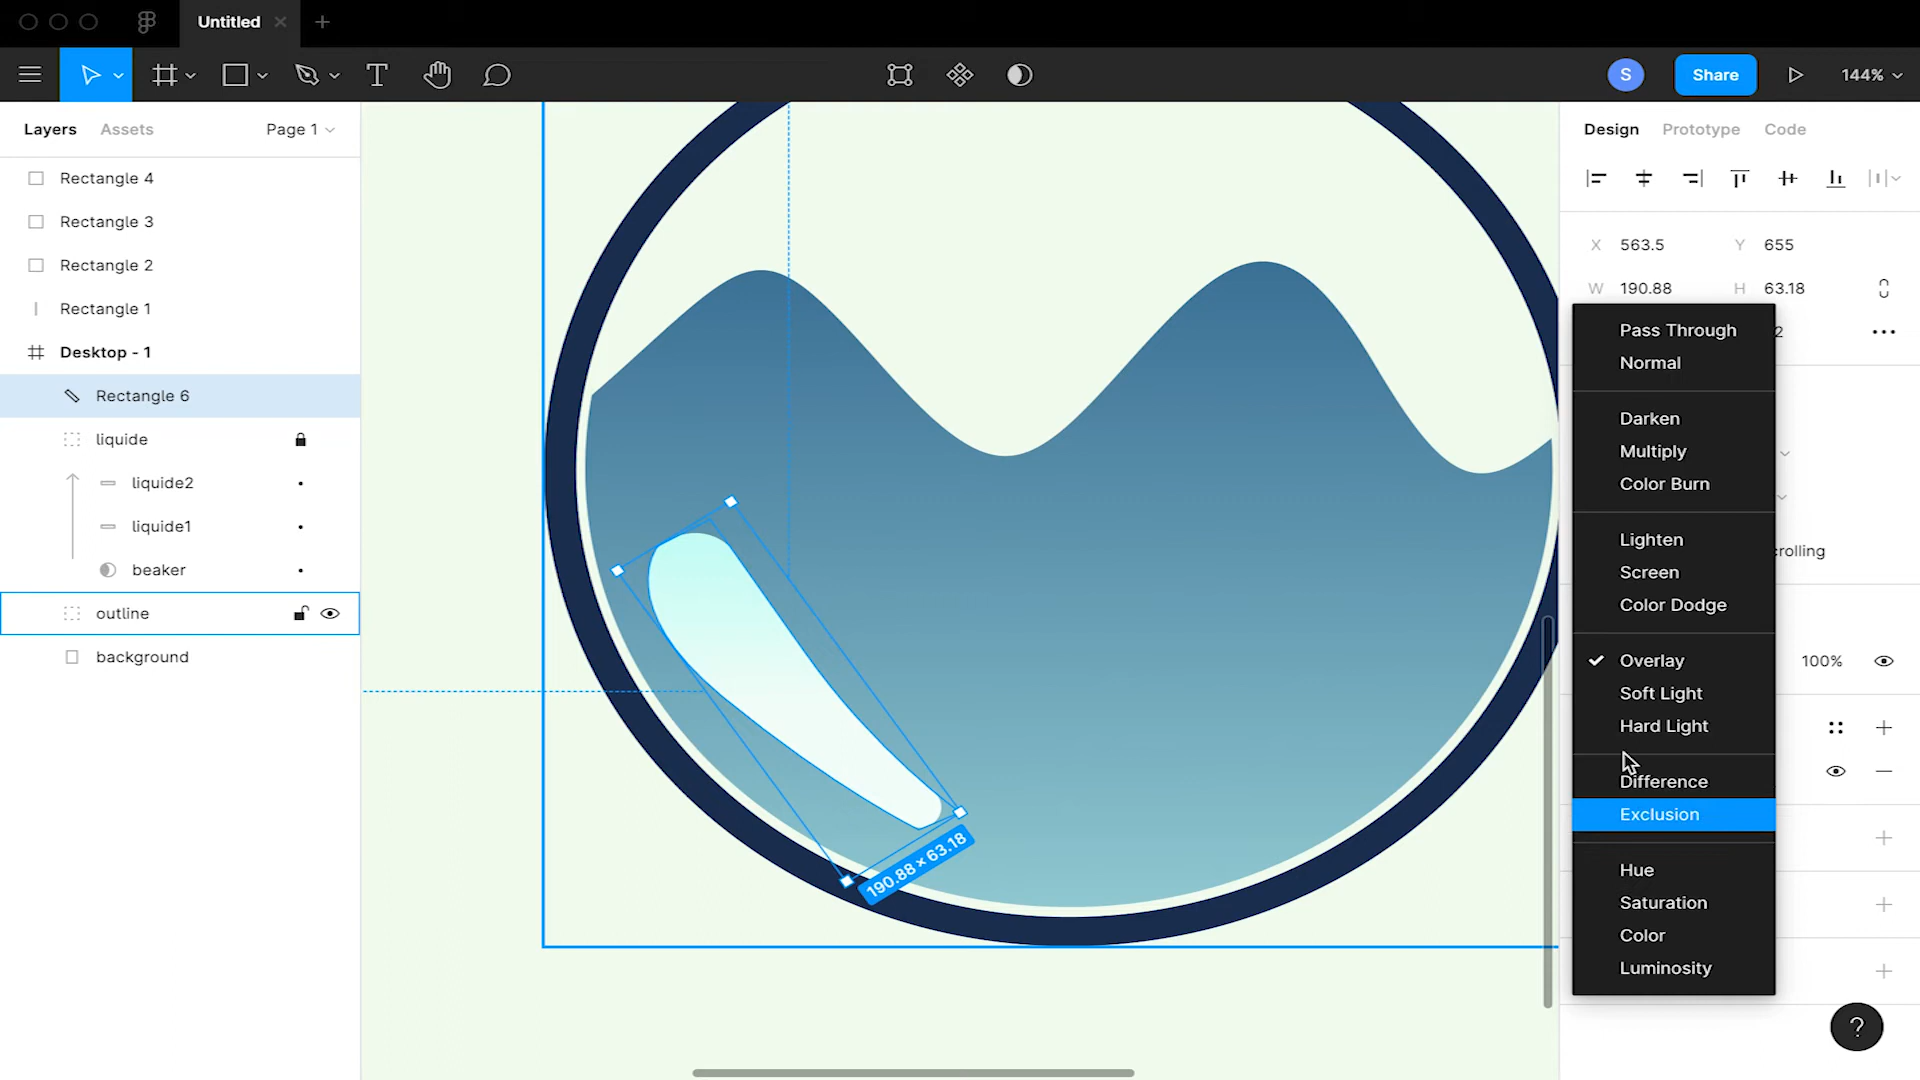 Untitled
S
Share
144%
Layers
Assets
Page 1
Design
Prototype
Code
Rectangle 4
Rectangle 3
Rectangle 2
Rectangle 1
Desktop - 1
Rectangle 6
liquide
liquide2
liquide1
beaker
outline
background
190.88 × 63.18
X 563.5
Y 655
W 190.88
H 63.18
2
Pass Through
Normal
Darken
Multiply
Color Burn
Lighten
Screen
Color Dodge
Overlay
Soft Light
Hard Light
Difference
Exclusion
Hue
Saturation
Color
Luminosity
crolling
100%
?